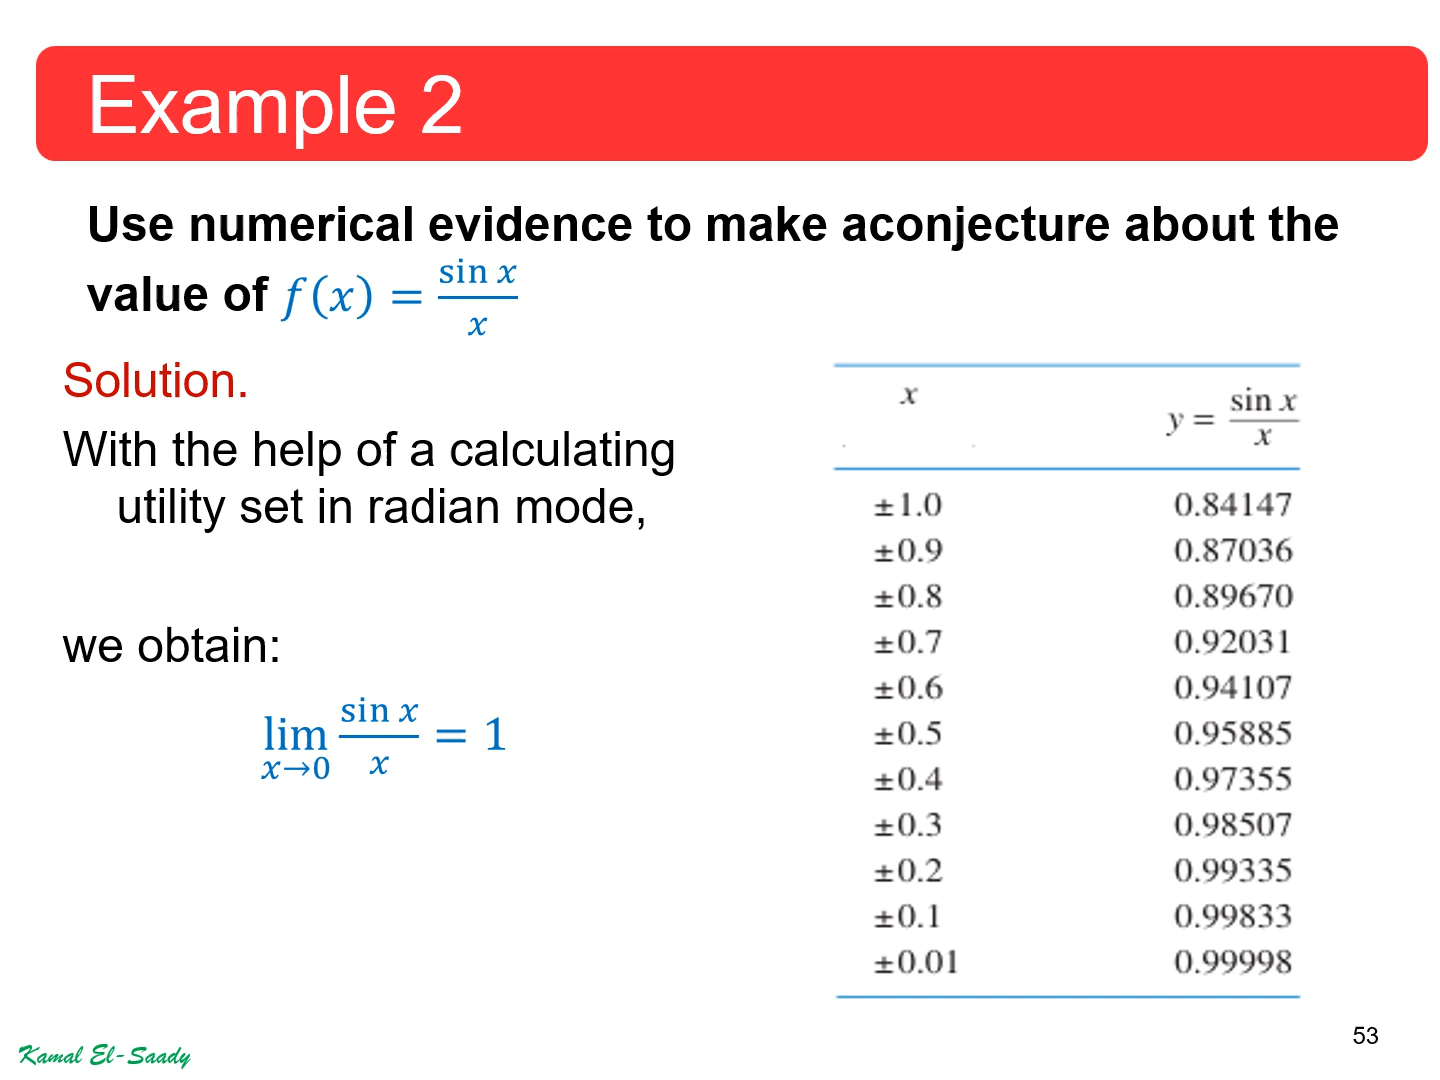 Example 2
Use numerical evidence to make aconjecture about the
value of f(x) = sin x / x
Solution.
With the help of a calculating
utility set in radian mode,
we obtain:
lim x→0 sin x / x = 1
x y = sin x / x
±1.0 0.84147
±0.9 0.87036
±0.8 0.89670
±0.7 0.92031
±0.6 0.94107
±0.5 0.95885
±0.4 0.97355
±0.3 0.98507
±0.2 0.99335
±0.1 0.99833
±0.01 0.99998
Kamal El-Saady
53